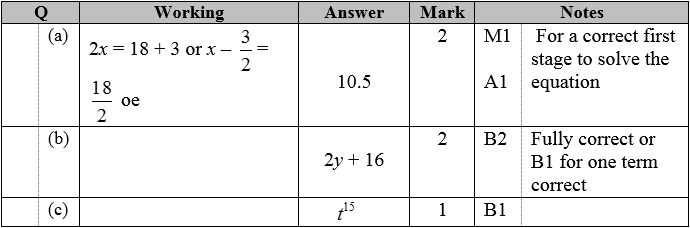 Q Working Answer Mark Notes
(a) 2x = 18 + 3 or x – 3/2 = 2 M1 For a correct first
stage to solve the
18/2 oe 10.5 A1 equation
(b) 2 B2 Fully correct or
2y + 16 B1 for one term
correct
(c) t¹⁵ 1 B1